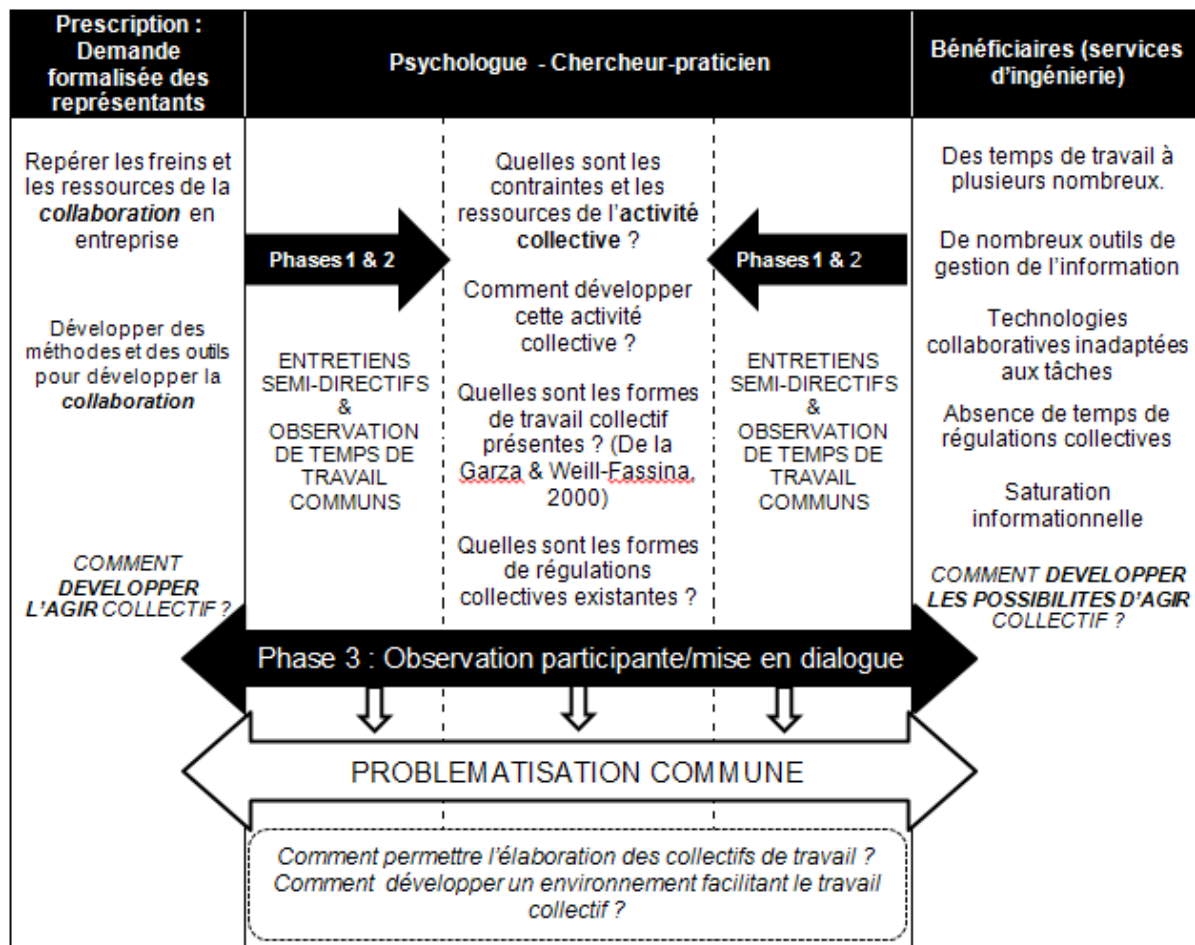 Prescription :
Demande
formalisée des
représentants
Psychologue - Chercheur-praticien
Bénéficiaires (services
d'ingénierie)
Repérer les freins et
les ressources de la
collaboration en
entreprise
Développer des
méthodes et des outils
pour développer la
collaboration
COMMENT
DEVELOPPER
L'AGIR COLLECTIF ?
Phases 1 & 2
ENTRETIENS
SEMI-DIRECTIFS
&
OBSERVATION
DE TEMPS DE
TRAVAIL
COMMUNS
Quelles sont les
contraintes et les
ressources de l'activité
collective ?
Comment développer
cette activité
collective ?
Quelles sont les formes
de travail collectif
présentes ? (De la
Garza & Weill-Fassina,
2000)
Quelles sont les formes
de régulations
collectives existantes ?
Phases 1 & 2
ENTRETIENS
SEMI-DIRECTIFS
&
OBSERVATION
DE TEMPS DE
TRAVAIL
COMMUNS
Des temps de travail à
plusieurs nombreux.
De nombreux outils de
gestion de l'information
Technologies
collaboratives inadaptées
aux tâches
Absence de temps de
régulations collectives
Saturation
informationnelle
COMMENT DEVELOPPER
LES POSSIBILITES D'AGIR
COLLECTIF ?
Phase 3 : Observation participante/mise en dialogue
PROBLEMATISATION COMMUNE
Comment permettre l'élaboration des collectifs de travail ?
Comment développer un environnement facilitant le travail
collectif ?